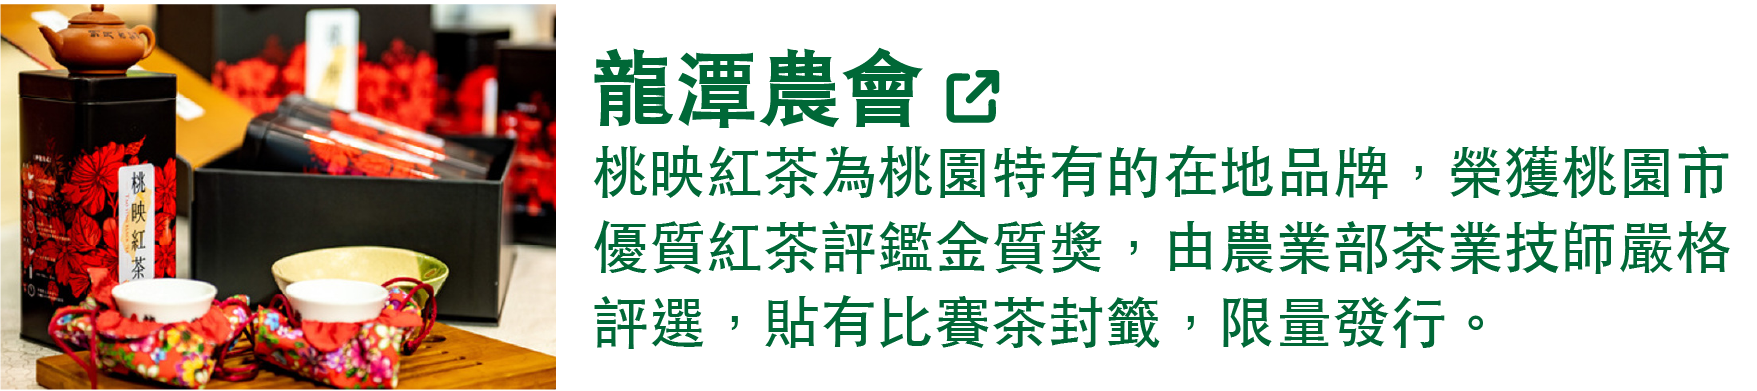 龍潭農會
桃映紅茶為桃園特有的在地品牌，榮獲桃園市
優質紅茶評鑑金質獎，由農業部茶業技師嚴格
評選，貼有比賽茶封籤，限量發行。
桃映紅茶